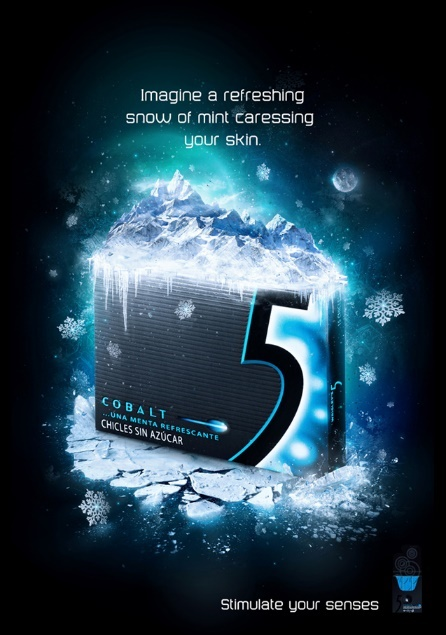 Imagine a refreshing
snow of mint caressing
your skin.
5
COBALT
...UNA MENTA REFRESCANTE
CHICLES SIN AZÚCAR
Stimulate your senses